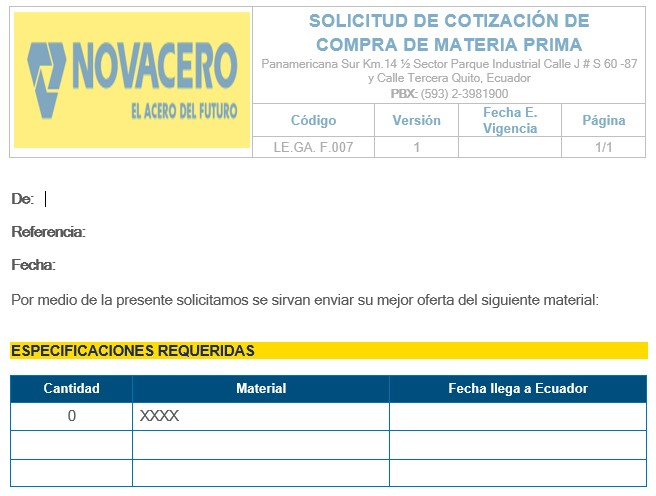 NOVACERO
EL ACERO DEL FUTURO
SOLICITUD DE COTIZACIÓN DE
COMPRA DE MATERIA PRIMA
Panamericana Sur Km.14 ½ Sector Parque Industrial Calle J # S 60 -87
y Calle Tercera Quito, Ecuador
PBX: (593) 2-3981900
Código Versión Fecha E. Vigencia Página
LE.GA. F.007 1 1/1
De:
Referencia:
Fecha:
Por medio de la presente solicitamos se sirvan enviar su mejor oferta del siguiente material:
ESPECIFICACIONES REQUERIDAS
Cantidad Material Fecha llega a Ecuador
0 XXXX